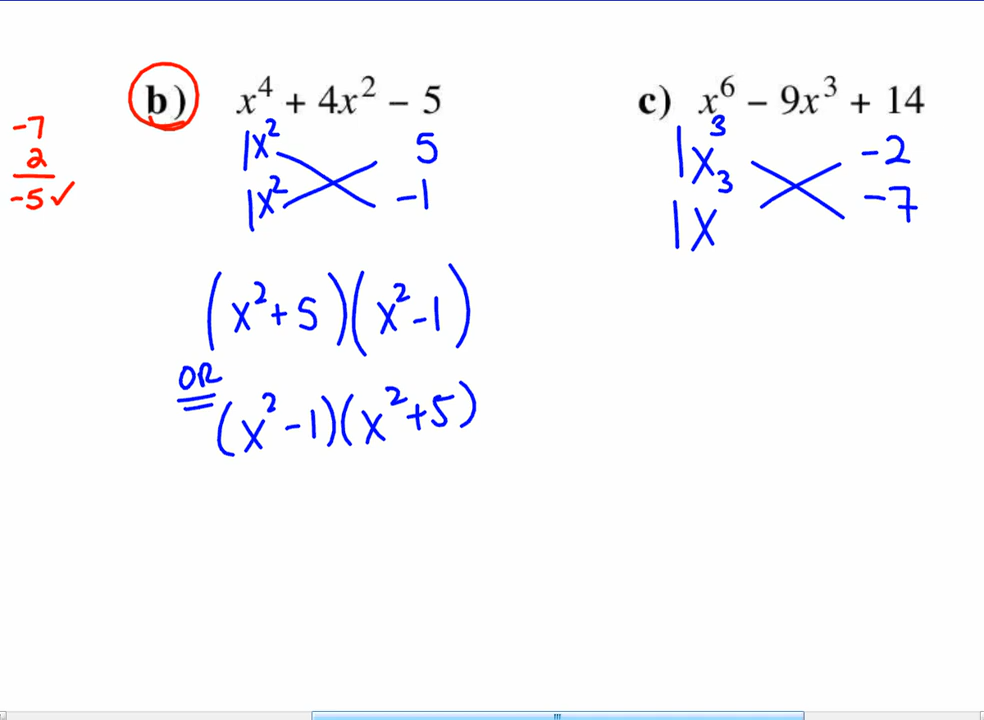 -7
2
-5 ✓
b) x⁴ + 4x² − 5
1x² 5
1x² -1
(x²+5)(x²-1)
OR
(x²-1)(x²+5)
c) x⁶ − 9x³ + 14
1x³ -2
1x³ -7